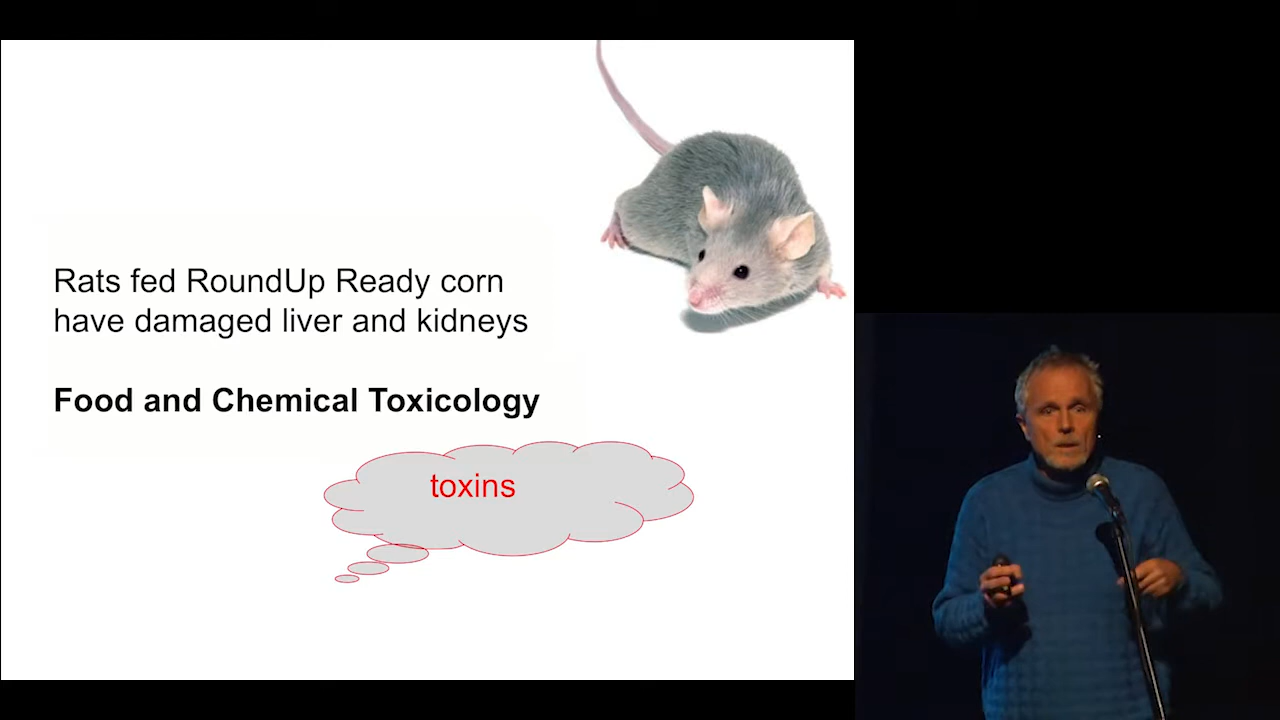 Rats fed RoundUp Ready corn
have damaged liver and kidneys
Food and Chemical Toxicology
toxins